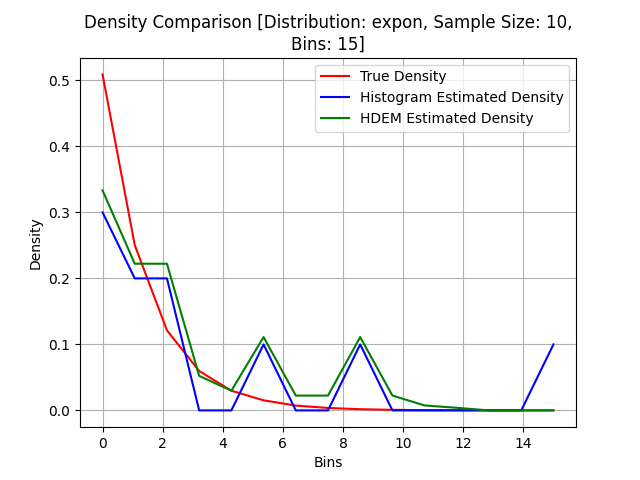 Density Comparison [Distribution: expon, Sample Size: 10,
Bins: 15]
True Density
Histogram Estimated Density
HDEM Estimated Density
Density
0.5
0.4
0.3
0.2
0.1
0.0
0 2 4 6 8 10 12 14
Bins